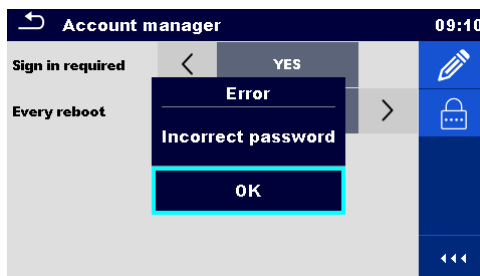 Account manager 09:10
Sign in required YES
Error
Every reboot
Incorrect password
OK